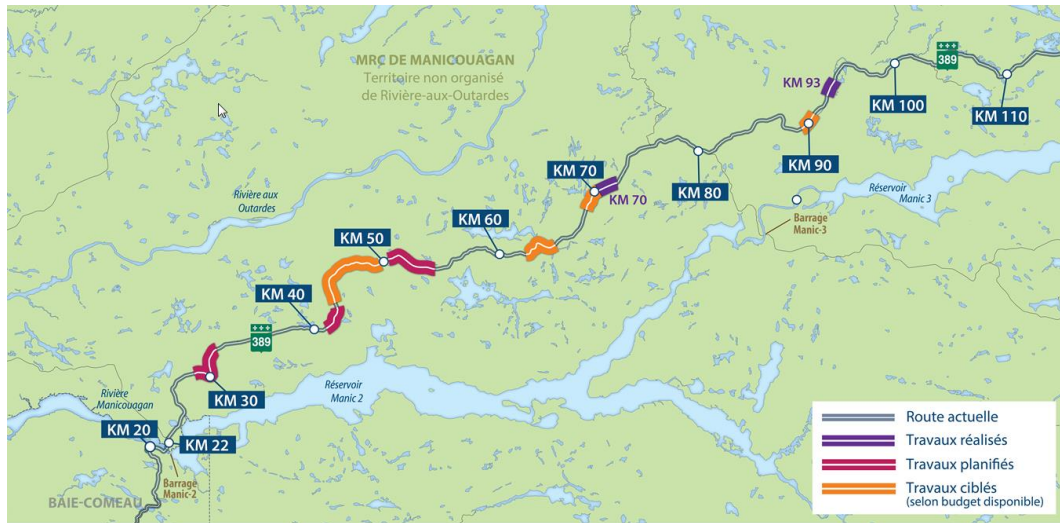 MRC DE MANICOUAGAN
Territoire non organisé
de Rivière-aux-Outardes
+++
389
KM 93
KM 100
KM 110
KM 90
KM 70
KM 70
KM 80
Réservoir
Manic 3
Barrage
Manic-3
Rivière aux
Outardes
KM 60
KM 50
KM 40
+++
389
Réservoir
Manic 2
KM 30
Rivière
Manicouagan
KM 20
KM 22
Barrage
Manic-2
BAIE-COMEAU
Route actuelle
Travaux réalisés
Travaux planifiés
Travaux ciblés
(selon budget disponible)